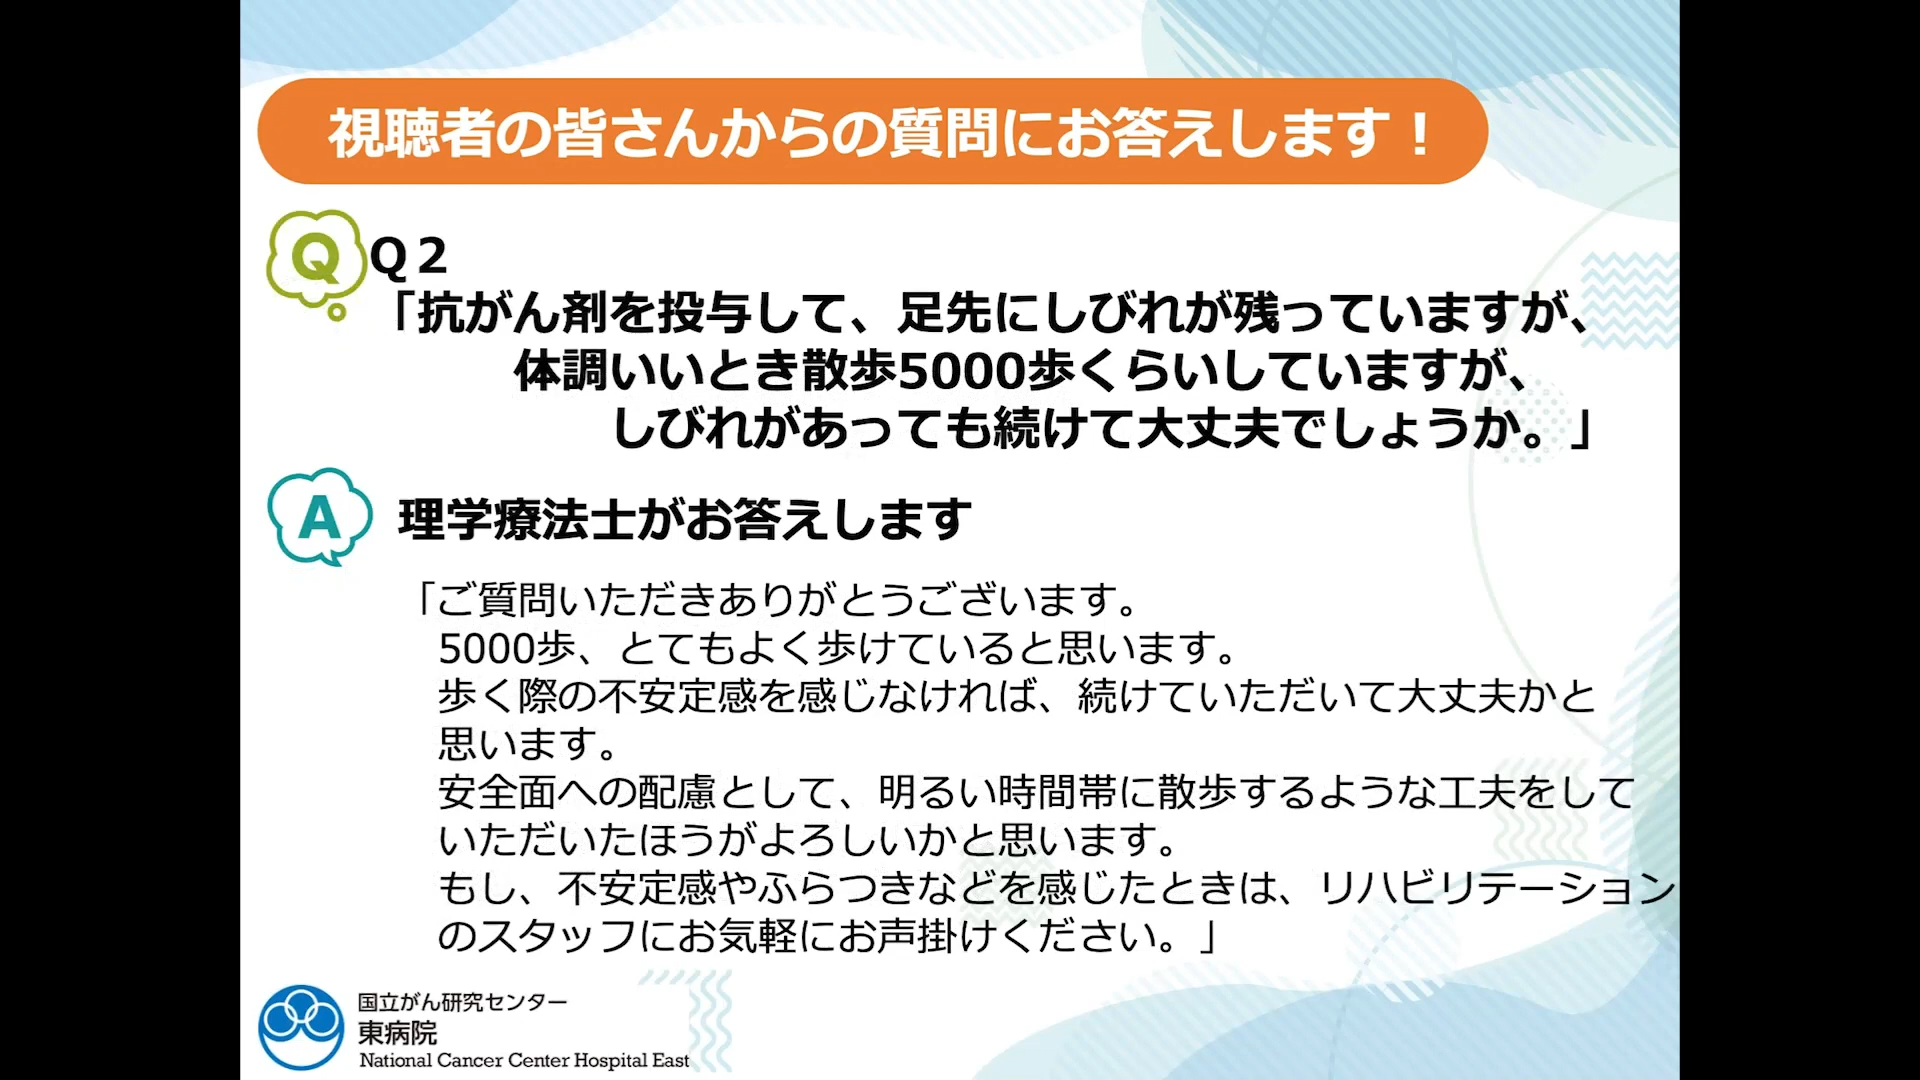 視聴者の皆さんからの質問にお答えします！
Q
Q２
「抗がん剤を投与して、足先にしびれが残っていますが、
体調いいとき散歩5000歩くらいしていますが、
しびれがあっても続けて大丈夫でしょうか。」
A
理学療法士がお答えします
「ご質問いただきありがとうございます。
5000歩、とてもよく歩けていると思います。
歩く際の不安定感を感じなければ、続けていただいて大丈夫かと
思います。
安全面への配慮として、明るい時間帯に散歩するような工夫をして
いただいたほうがよろしいかと思います。
もし、不安定感やふらつきなどを感じたときは、リハビリテーション
のスタッフにお気軽にお声掛けください。」
国立がん研究センター
東病院
National Cancer Center Hospital East